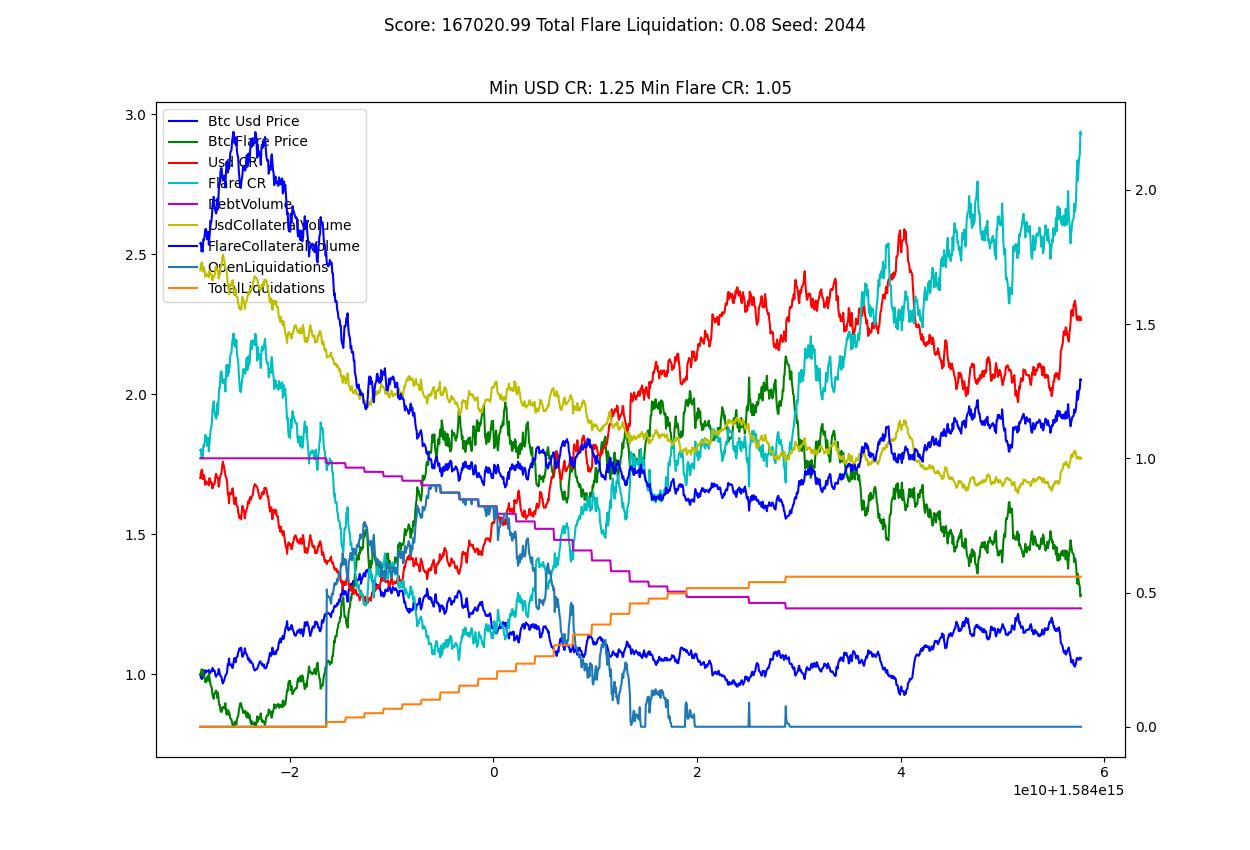 Score: 167020.99 Total Flare Liquidation: 0.08 Seed: 2044
Min USD CR: 1.25 Min Flare CR: 1.05
Btc Usd Price
Btc Flare Price
Usd CR
Flare CR
DebtVolume
UsdCollateralVolume
FlareCollateralVolume
OpenLiquidations
TotalLiquidations
3.0
2.5
2.0
1.5
1.0
2.0
1.5
1.0
0.5
0.0
−2
0
2
4
6
1e10+1.584e15